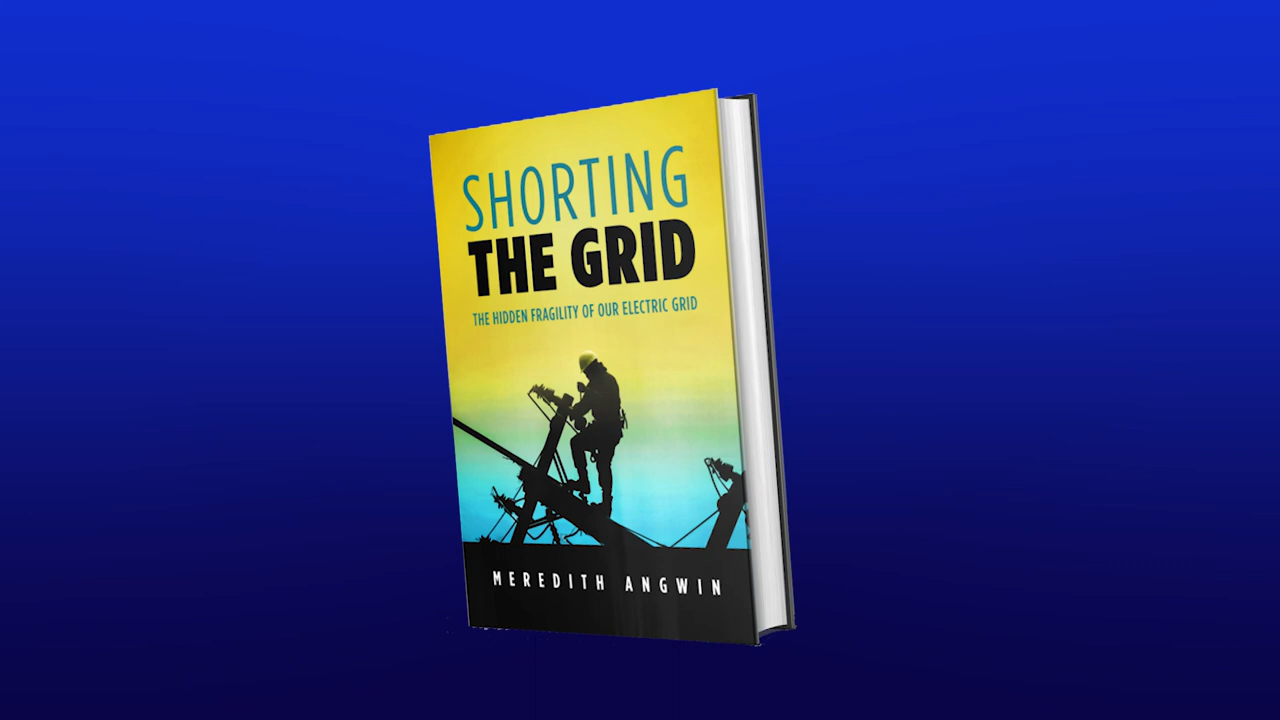 SHORTING
THE GRID
THE HIDDEN FRAGILITY OF OUR ELECTRIC GRID
MEREDITH ANGWIN